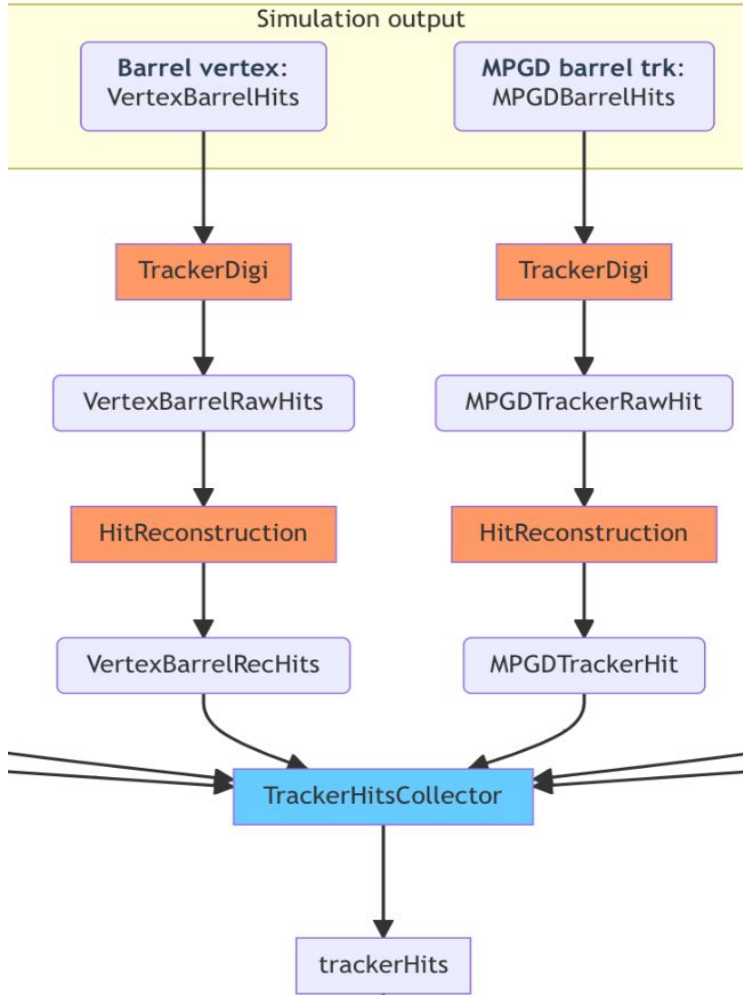 Simulation output
Barrel vertex:
VertexBarrelHits
MPGD barrel trk:
MPGDBarrelHits
TrackerDigi
TrackerDigi
VertexBarrelRawHits
MPGDTrackerRawHit
HitReconstruction
HitReconstruction
VertexBarrelRecHits
MPGDTrackerHit
TrackerHitsCollector
trackerHits